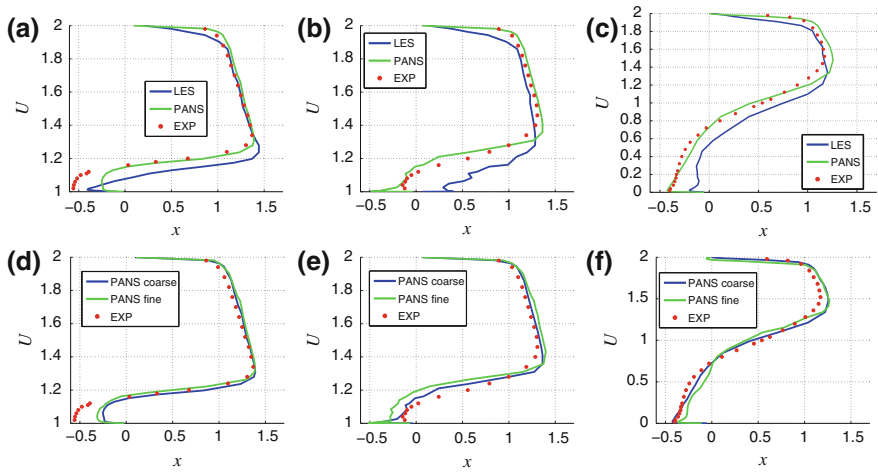 (a)
2
1.8
1.6
1.4
1.2
1
U
LES
PANS
EXP
−0.5 0 0.5 1 1.5
x
(b)
2
1.8
1.6
1.4
1.2
1
U
LES
PANS
EXP
−0.5 0 0.5 1 1.5
x
(c)
2
1.8
1.6
1.4
1.2
1
0.8
0.6
0.4
0.2
0
U
LES
PANS
EXP
−0.5 0 0.5 1 1.5
x
(d)
2
1.8
1.6
1.4
1.2
1
U
PANS coarse
PANS fine
EXP
−0.5 0 0.5 1 1.5
x
(e)
2
1.8
1.6
1.4
1.2
1
U
PANS coarse
PANS fine
EXP
−0.5 0 0.5 1 1.5
x
(f)
2
1.5
1
0.5
0
U
PANS coarse
PANS fine
EXP
−0.5 0 0.5 1 1.5
x